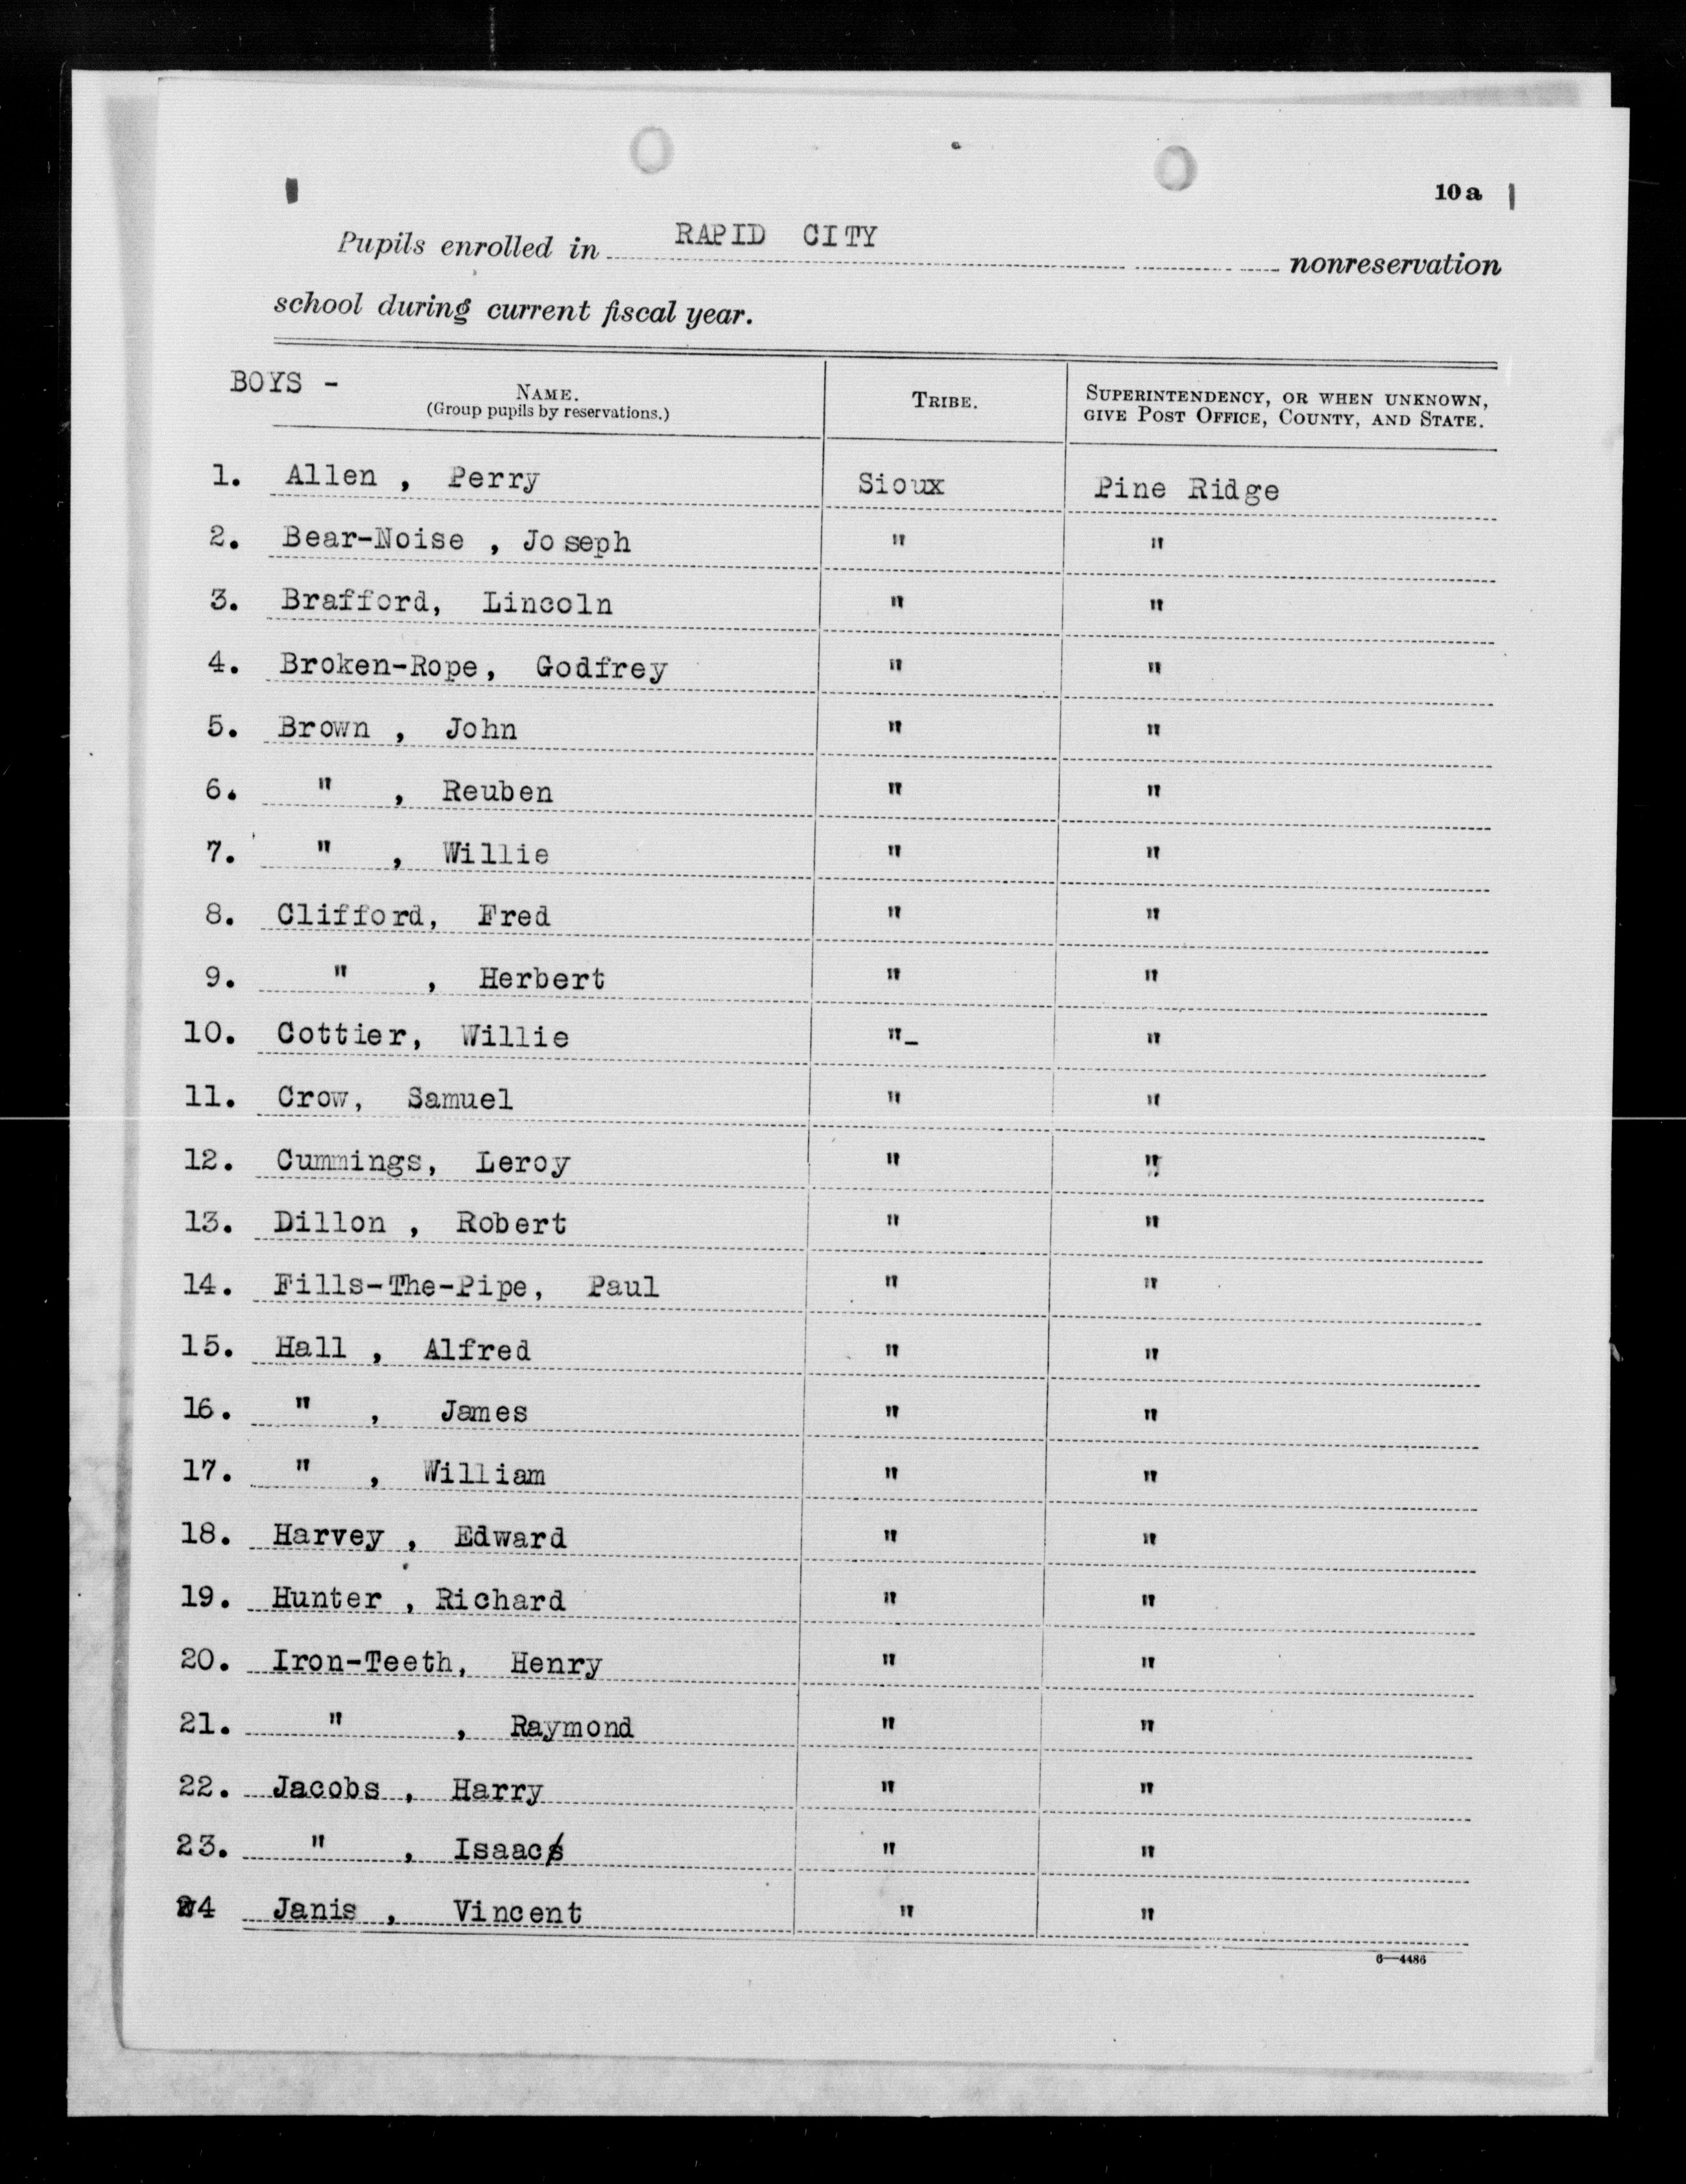 10 a
Pupils enrolled in RAPID CITY nonreservation
school during current fiscal year.
BOYS -
NAME.
(Group pupils by reservations.)
TRIBE.
SUPERINTENDENCY, OR WHEN UNKNOWN,
GIVE POST OFFICE, COUNTY, AND STATE.
1. Allen , Perry Sioux Pine Ridge
2. Bear-Noise , Joseph " "
3. Brafford, Lincoln " "
4. Broken-Rope, Godfrey " "
5. Brown , John " "
6. " , Reuben " "
7. " , Willie " "
8. Clifford, Fred " "
9. " , Herbert " "
10. Cottier, Willie "_ "
11. Crow, Samuel " "
12. Cummings, Leroy " "
13. Dillon , Robert " "
14. Fills-The-Pipe, Paul " "
15. Hall , Alfred " "
16. " , James " "
17. " , William " "
18. Harvey , Edward " "
19. Hunter , Richard " "
20. Iron-Teeth, Henry " "
21. " , Raymond " "
22. Jacobs , Harry " "
23. " , Isaac " "
24 Janis , Vincent " "
6—4486